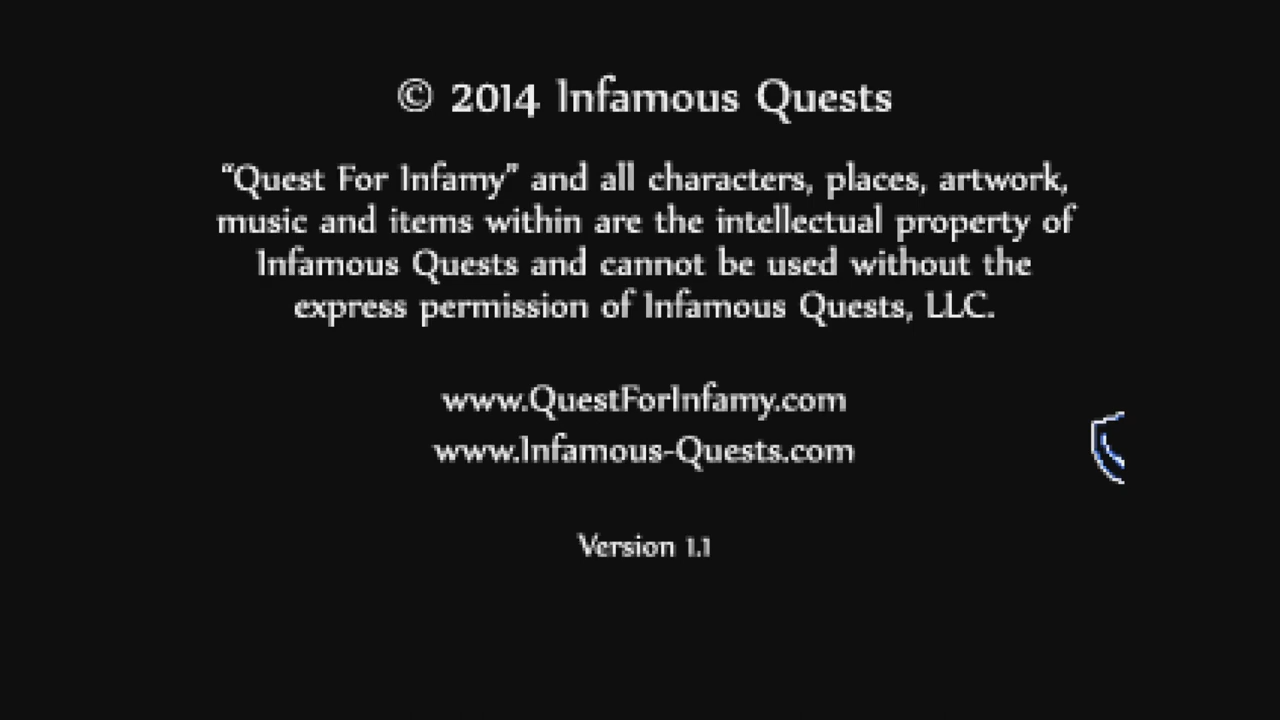 © 2014 Infamous Quests
“Quest For Infamy” and all characters, places, artwork,
music and items within are the intellectual property of
Infamous Quests and cannot be used without the
express permission of Infamous Quests, LLC.
www.QuestForInfamy.com
www.Infamous-Quests.com
Version 1.1